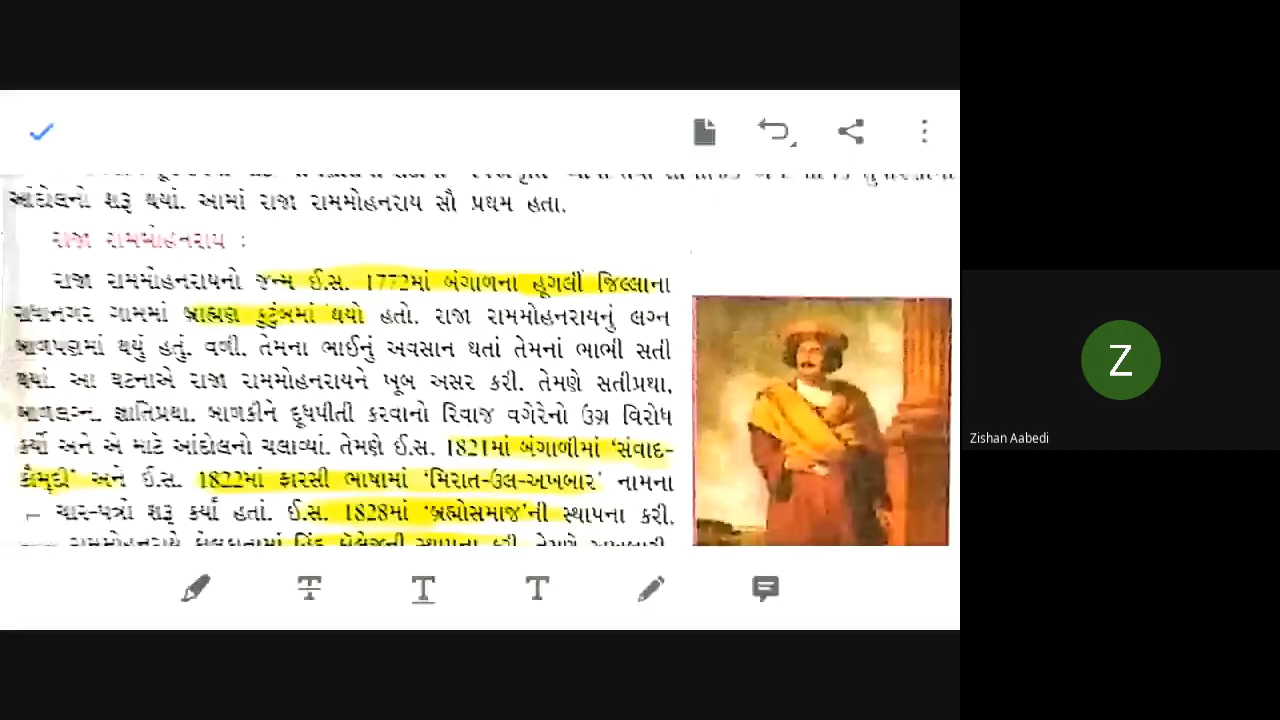 આંદોલનો શરૂ થયાં. આમાં રાજા રામમોહનરાય સૌ પ્રથમ હતા.
રાજા રામમોહનરાય :
રાજા રામમોહનરાયનો જન્મ ઈ.સ. 1772માં બંગાળના હૂગલી જિલ્લાના
રાધાનગર ગામમાં બ્રાહ્મણ કુટુંબમાં થયો હતો. રાજા રામમોહનરાયનું લગ્ન
બાળપણમાં થયું હતું. વળી. તેમના ભાઈનું અવસાન થતાં તેમનાં ભાભી સતી
થયાં. આ ઘટનાએ રાજા રામમોહનરાયને ખૂબ અસર કરી. તેમણે સતીપ્રથા,
બાળલગ્ન. જ્ઞાતિપ્રથા. બાળકીને દૂધપીતી કરવાનો રિવાજ વગેરેનો ઉગ્ર વિરોધ
કર્યો અને એ માટે આંદોલનો ચલાવ્યાં. તેમણે ઈ.સ. 1821માં બંગાળીમાં ‘સંવાદ-
કૌમુદી’ અને ઈ.સ. 1822માં ફારસી ભાષામાં ‘મિરાત-ઉલ-અખબાર’ નામના
ચાર-પત્રો શરૂ કર્યાં હતાં. ઈ.સ. 1828માં ‘બ્રહ્મોસમાજ’ની સ્થાપના કરી.
Z
Zishan Aabedi